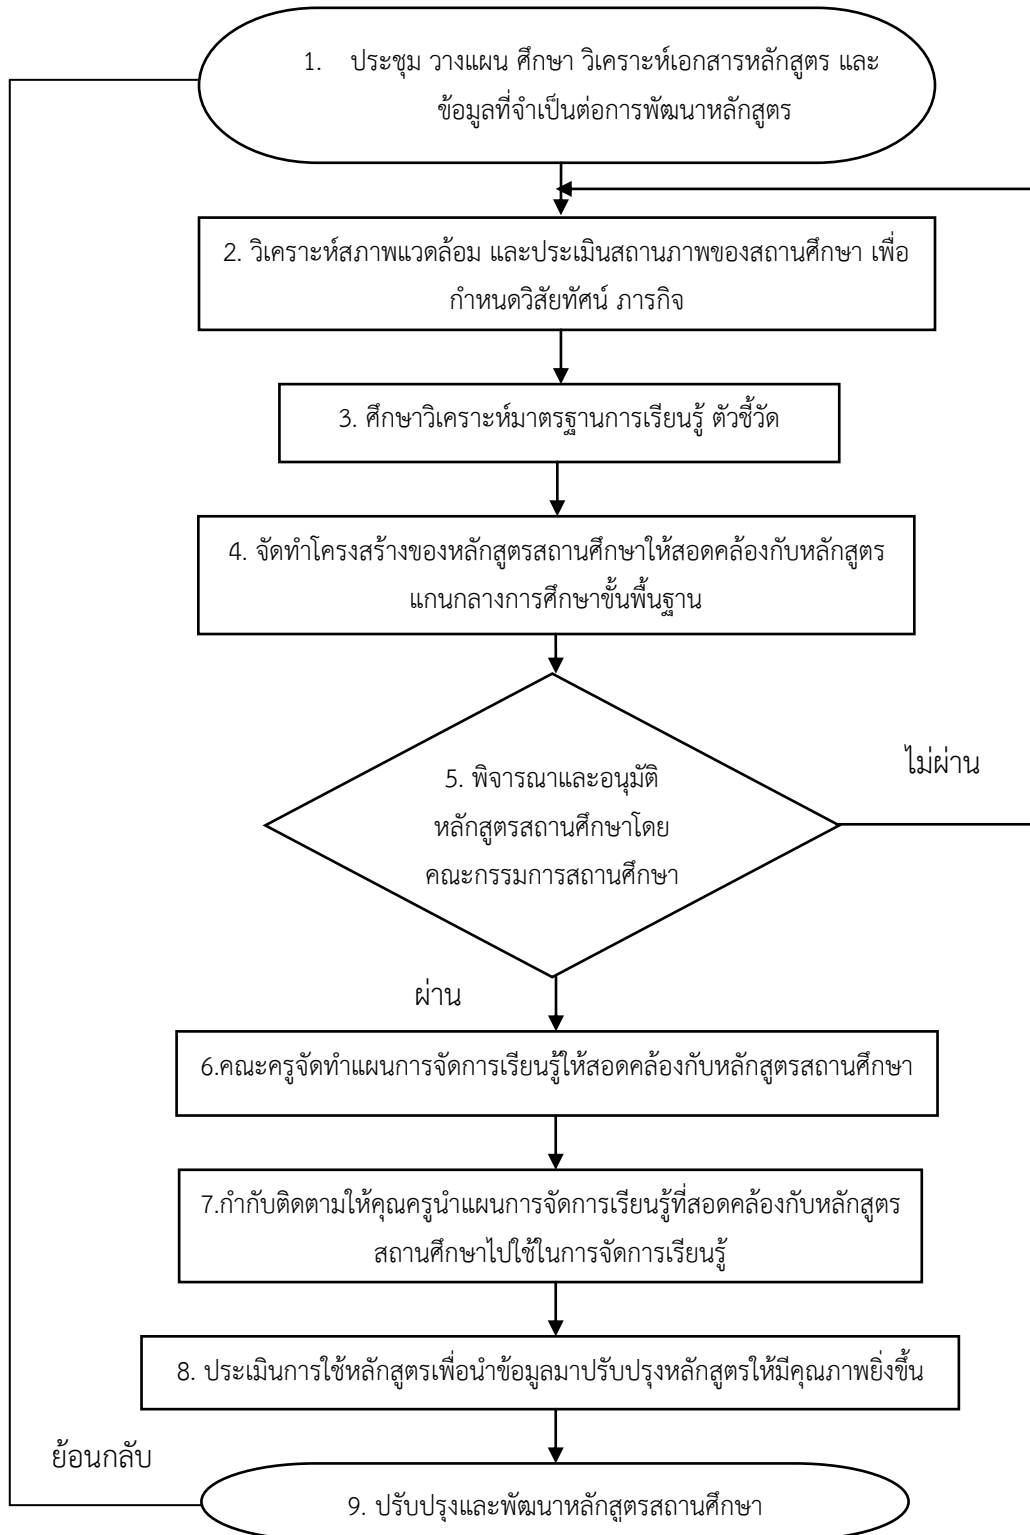 1. ประชุม วางแผน ศึกษา วิเคราะห์เอกสารหลักสูตร และ
ข้อมูลที่จำเป็นต่อการพัฒนาหลักสูตร
2. วิเคราะห์สภาพแวดล้อม และประเมินสถานภาพของสถานศึกษา เพื่อ
กำหนดวิสัยทัศน์ ภารกิจ
3. ศึกษาวิเคราะห์มาตรฐานการเรียนรู้ ตัวชี้วัด
4. จัดทำโครงสร้างของหลักสูตรสถานศึกษาให้สอดคล้องกับหลักสูตร
แกนกลางการศึกษาขั้นพื้นฐาน
5. พิจารณาและอนุมัติ
หลักสูตรสถานศึกษาโดย
คณะกรรมการสถานศึกษา
ไม่ผ่าน
ผ่าน
6.คณะครูจัดทำแผนการจัดการเรียนรู้ให้สอดคล้องกับหลักสูตรสถานศึกษา
7.กำกับติดตามให้คุณครูนำแผนการจัดการเรียนรู้ที่สอดคล้องกับหลักสูตร
สถานศึกษาไปใช้ในการจัดการเรียนรู้
8. ประเมินการใช้หลักสูตรเพื่อนำข้อมูลมาปรับปรุงหลักสูตรให้มีคุณภาพยิ่งขึ้น
ย้อนกลับ
9. ปรับปรุงและพัฒนาหลักสูตรสถานศึกษา